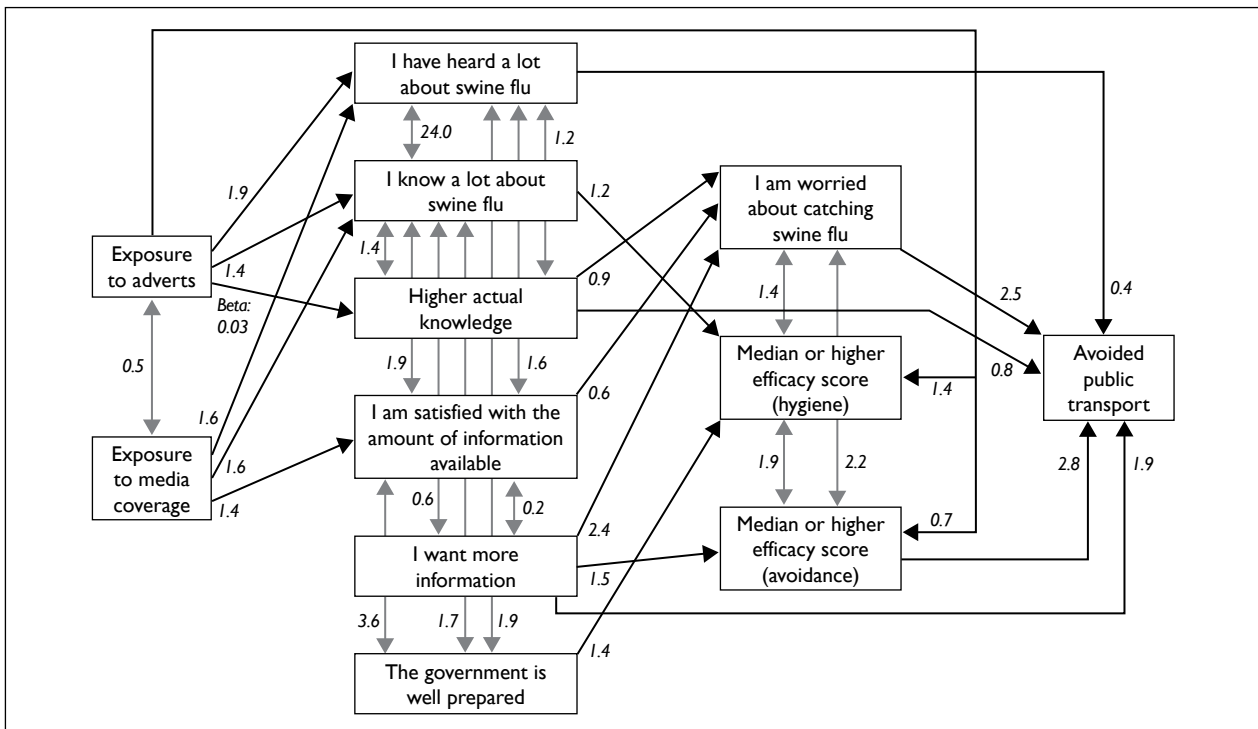 I have heard a lot
about swine flu
24.0
1.2
I know a lot about
swine flu
1.2
I am worried
about catching
swine flu
1.9
Exposure
to adverts
1.4
1.4
Beta:
0.03
Higher actual
knowledge
0.9
1.4
2.5
0.4
0.5
1.9
1.6
Median or higher
efficacy score
(hygiene)
Avoided
public
transport
0.8
0.6
1.4
I am satisfied with the
amount of information
available
1.6
Exposure
to media
coverage
1.6
1.4
0.6
0.2
1.9
2.2
2.8
1.9
2.4
I want more
information
1.5
Median or higher
efficacy score
(avoidance)
0.7
3.6
1.7
1.9
1.4
The government is
well prepared